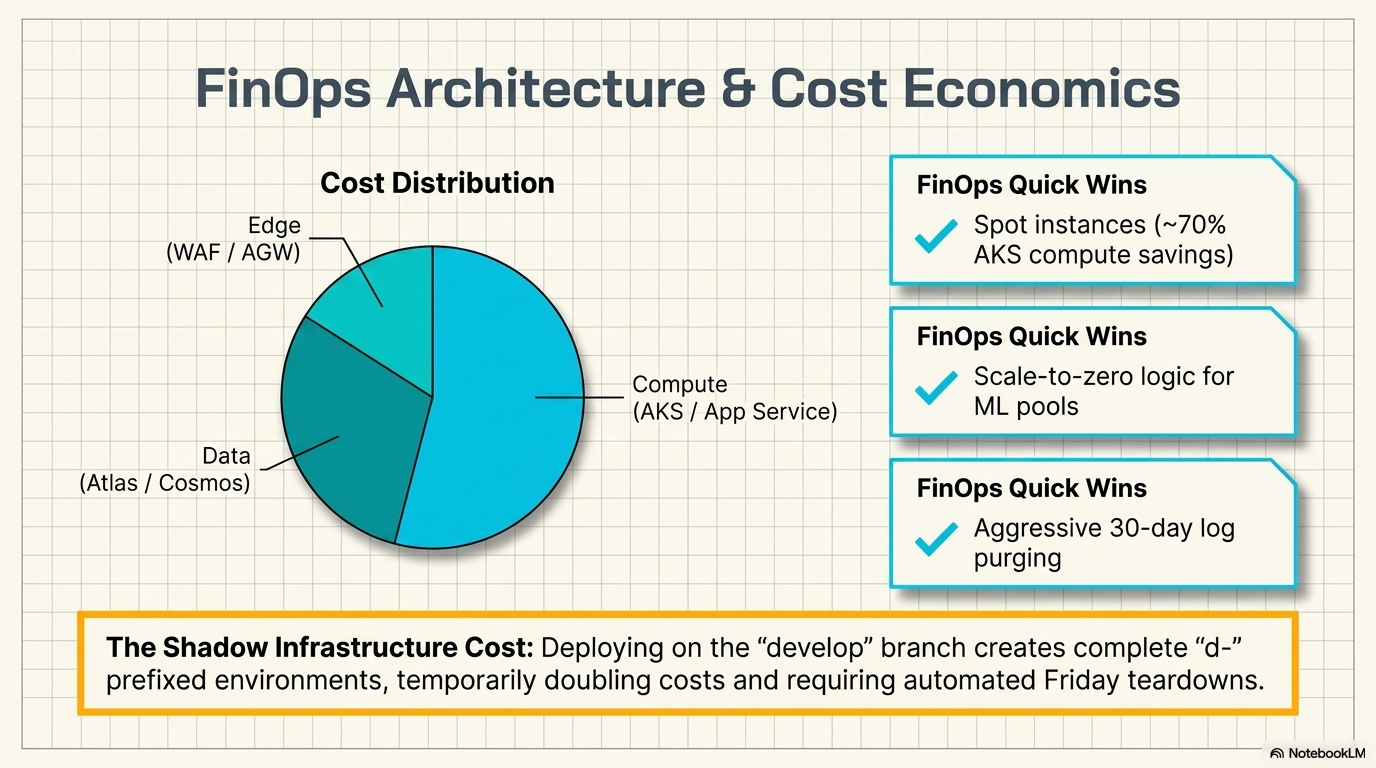 FinOps Architecture & Cost Economics
Cost Distribution
Edge
(WAF / AGW)
Compute
(AKS / App Service)
Data
(Atlas / Cosmos)
FinOps Quick Wins
Spot instances (~70%
AKS compute savings)
FinOps Quick Wins
Scale-to-zero logic for
ML pools
FinOps Quick Wins
Aggressive 30-day log
purging
The Shadow Infrastructure Cost: Deploying on the “develop” branch creates complete “d-”
prefixed environments, temporarily doubling costs and requiring automated Friday teardowns.
NotebookLM